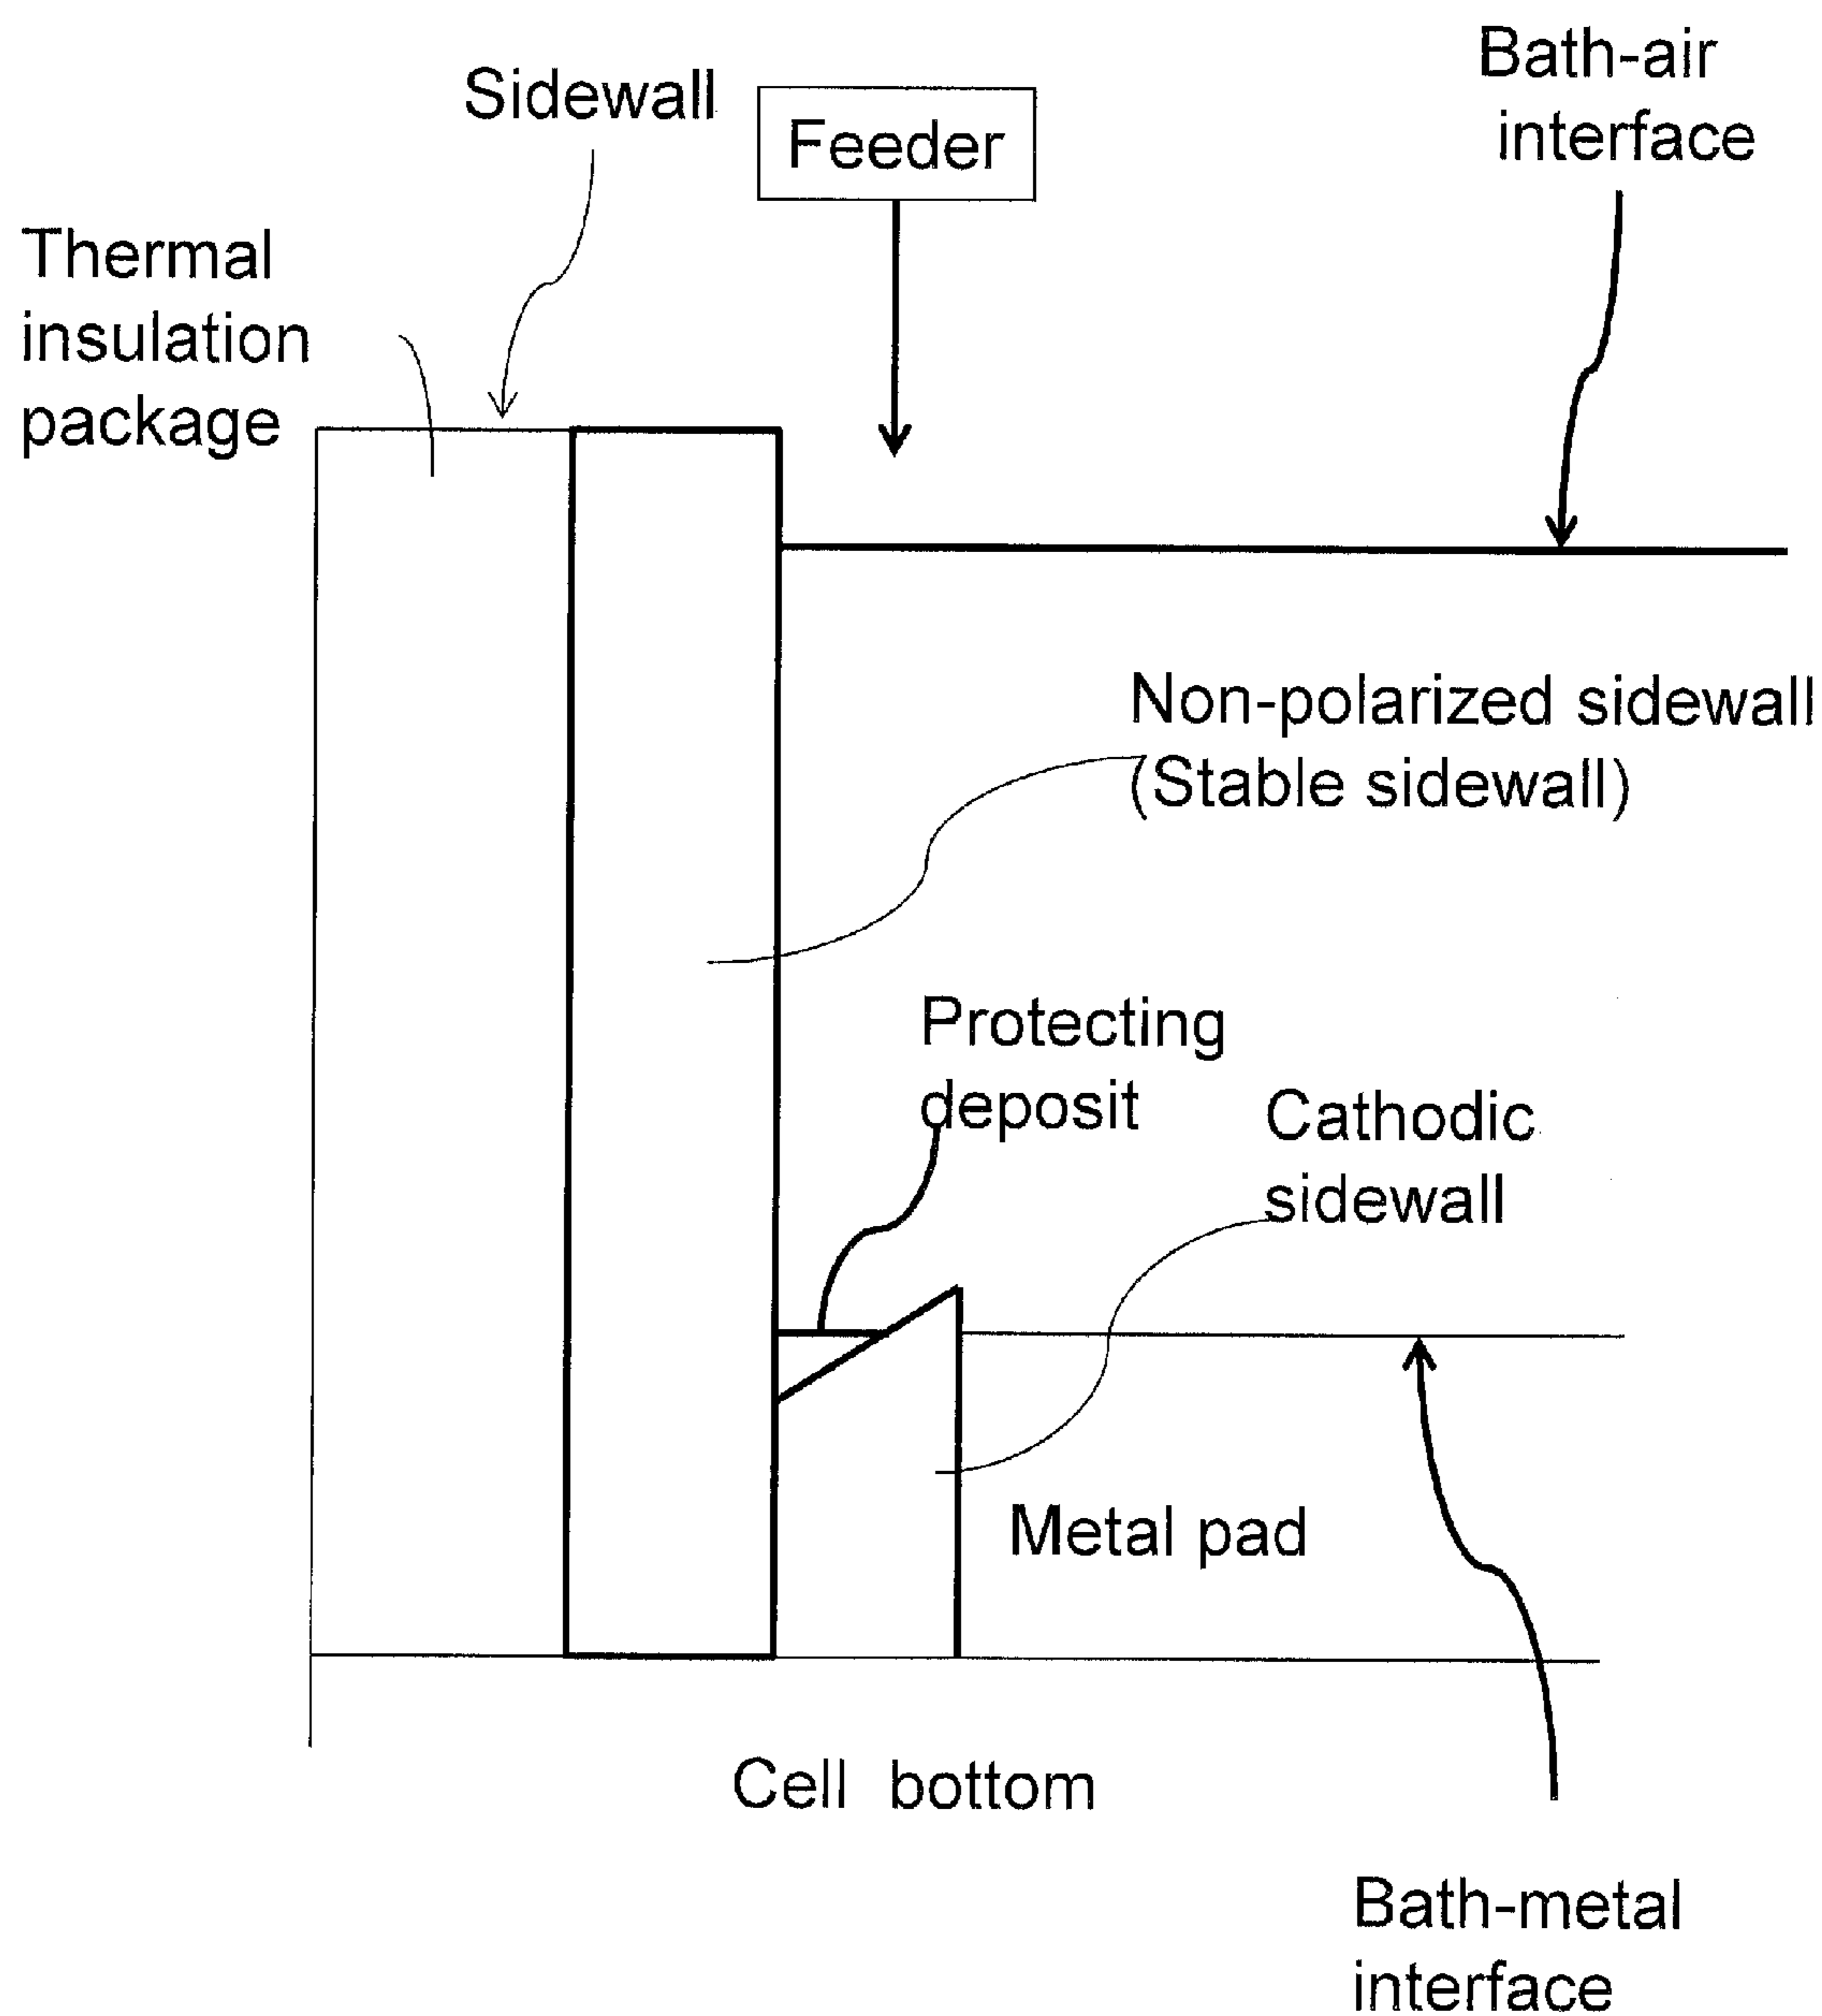 Sidewall
Feeder
Bath-air
interface
Thermal
insulation
package
Non-polarized sidewall
(Stable sidewall)
Protecting
deposit
Cathodic
sidewall
Metal pad
Cell bottom
Bath-metal
interface